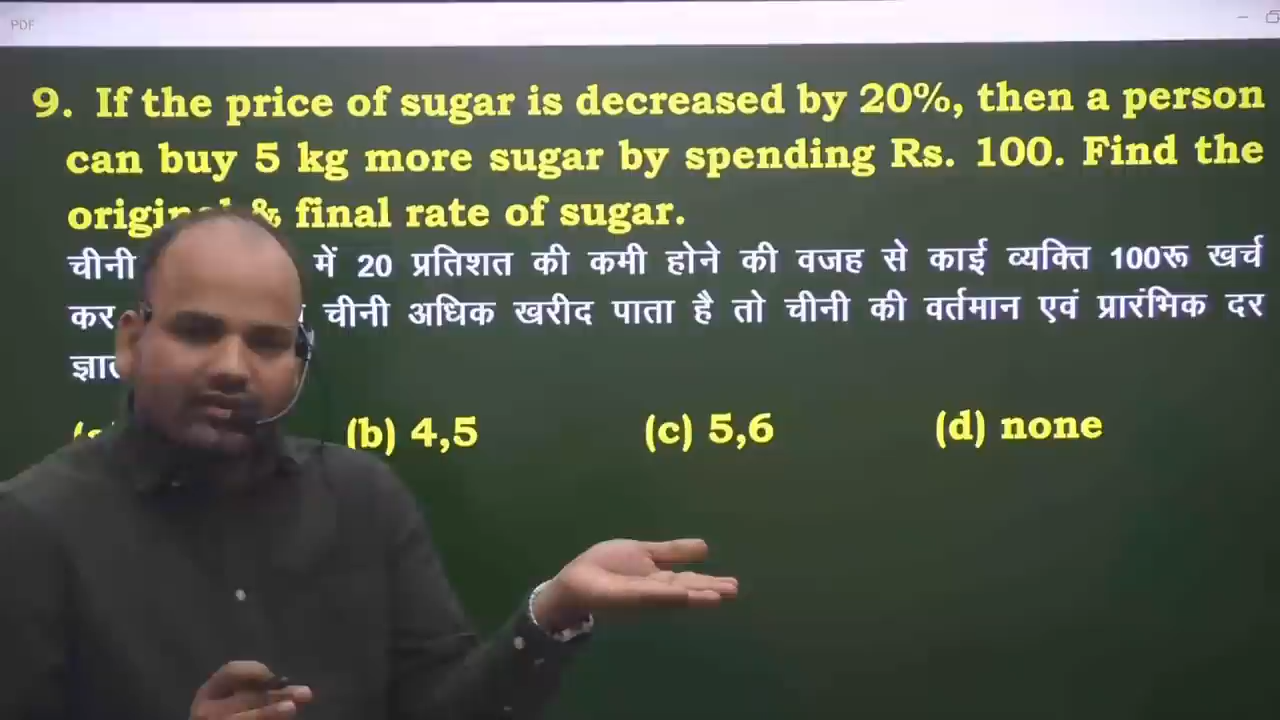 PDF
9. If the price of sugar is decreased by 20%, then a person
can buy 5 kg more sugar by spending Rs. 100. Find the
& final rate of sugar.
चीनी में 20 प्रतिशत की कमी होने की वजह से काई व्यक्ति 100रू खर्च
कर चीनी अधिक खरीद पाता है तो चीनी की वर्तमान एवं प्रारंभिक दर
(b) 4,5 (c) 5,6 (d) none